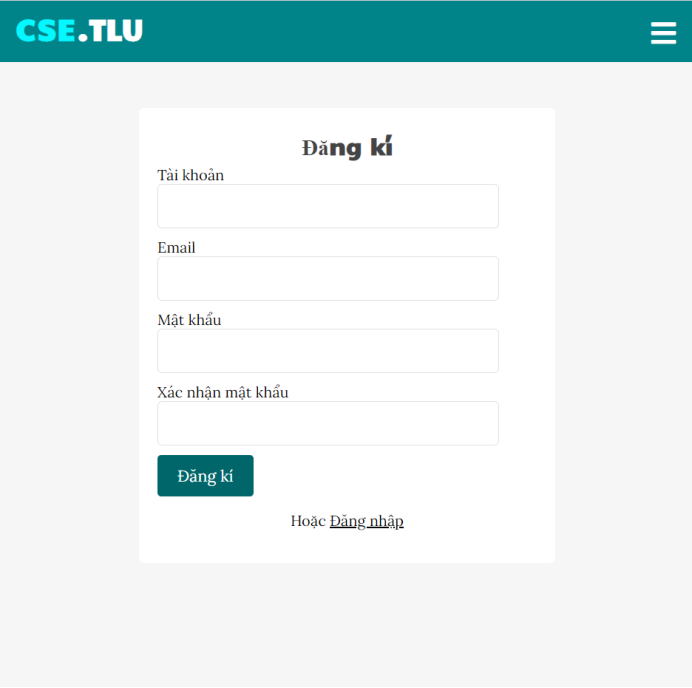 CSE.TLU
Đăng kí
Tài khoản
Email
Mật khẩu
Xác nhận mật khẩu
Đăng kí
Hoặc Đăng nhập